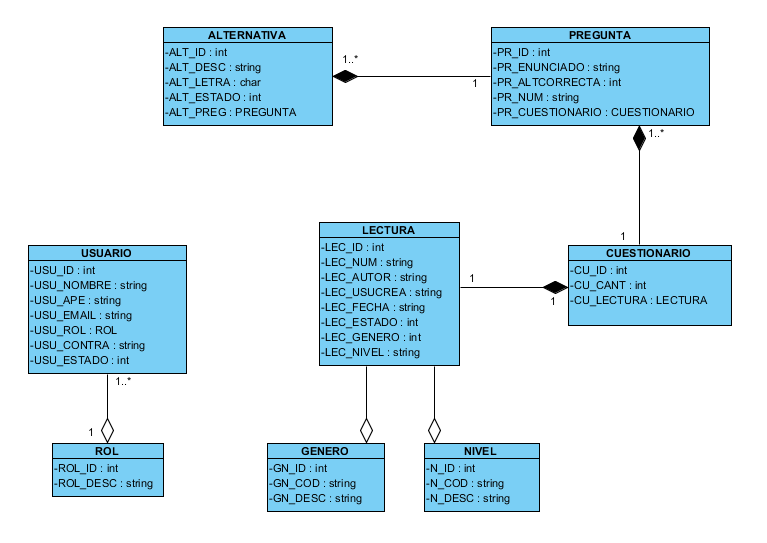 ALTERNATIVA
-ALT_ID : int
-ALT_DESC : string
-ALT_LETRA : char
-ALT_ESTADO : int
-ALT_PREG : PREGUNTA
1..*
1
PREGUNTA
-PR_ID : int
-PR_ENUNCIADO : string
-PR_ALTCORRECTA : int
-PR_NUM : string
-PR_CUESTIONARIO : CUESTIONARIO
1..*
1
USUARIO
-USU_ID : int
-USU_NOMBRE : string
-USU_APE : string
-USU_EMAIL : string
-USU_ROL : ROL
-USU_CONTRA : string
-USU_ESTADO : int
1..*
1
LECTURA
-LEC_ID : int
-LEC_NUM : string
-LEC_AUTOR : string
-LEC_USUCREA : string
-LEC_FECHA : string
-LEC_ESTADO : int
-LEC_GENERO : int
-LEC_NIVEL : string
1
1
CUESTIONARIO
-CU_ID : int
-CU_CANT : int
-CU_LECTURA : LECTURA
ROL
-ROL_ID : int
-ROL_DESC : string
GENERO
-GN_ID : int
-GN_COD : string
-GN_DESC : string
NIVEL
-N_ID : int
-N_COD : string
-N_DESC : string